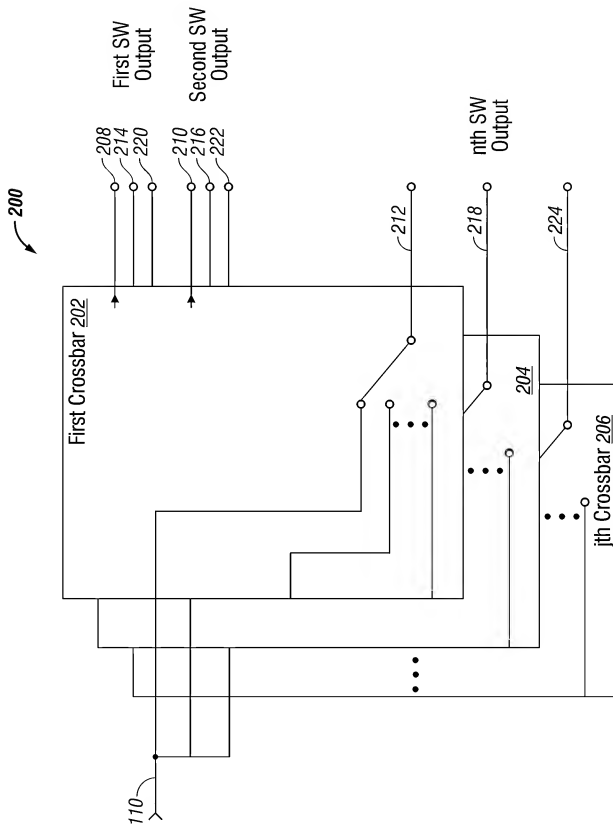 200
First SW
Output
208
214
220
Second SW
Output
210
216
222
nth SW
Output
212
218
224
First Crossbar 202
204
jth Crossbar 206
110